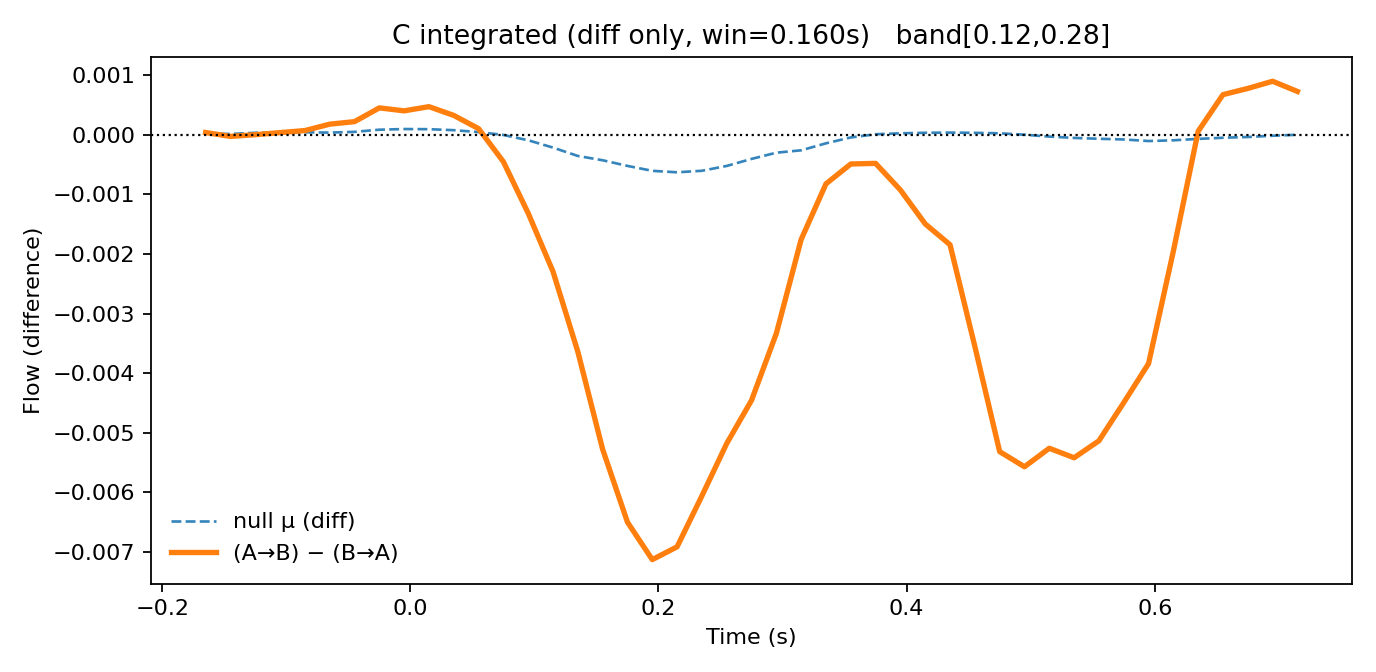 C integrated (diff only, win=0.160s)   band[0.12,0.28]
Flow (difference)
0.001
0.000
−0.001
−0.002
−0.003
−0.004
−0.005
−0.006
−0.007
null μ (diff)
(A→B) − (B→A)
−0.2
0.0
0.2
0.4
0.6
Time (s)